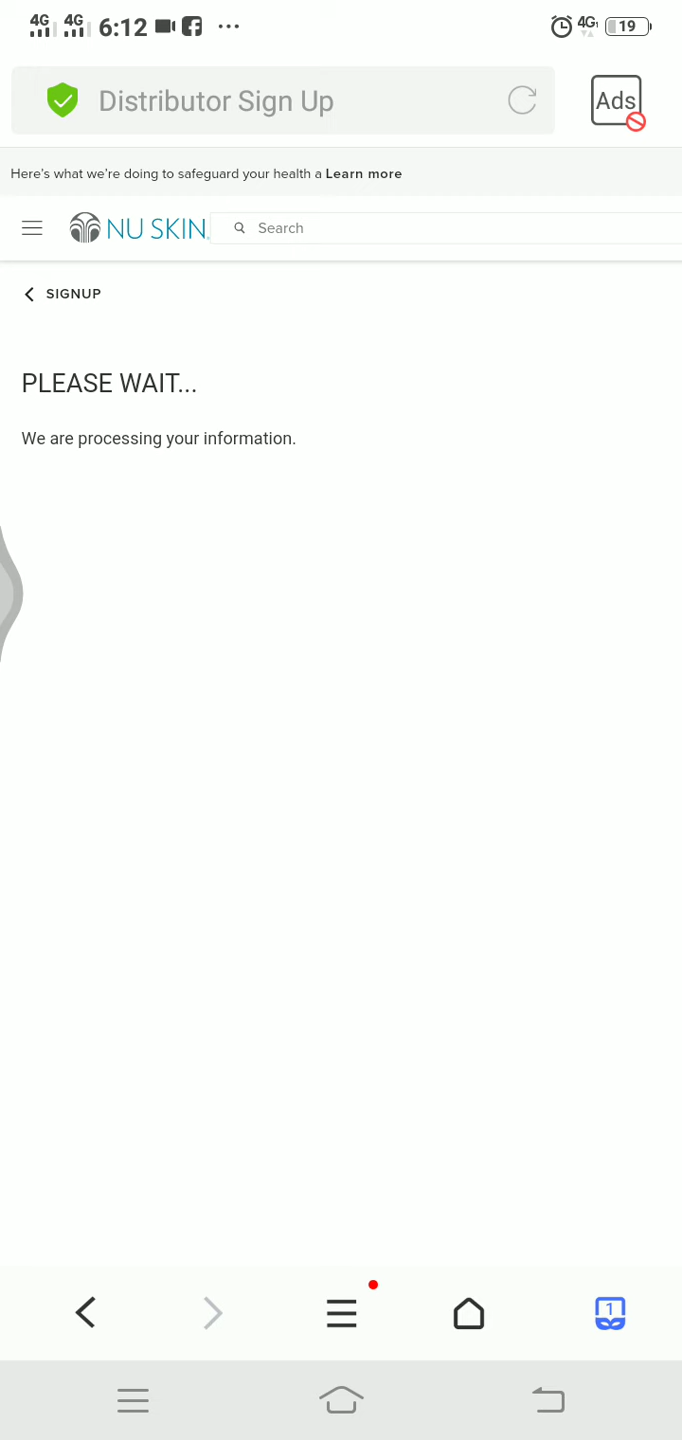 4G 4G 6:12 4G 19
Distributor Sign Up
Ads
Here's what we're doing to safeguard your health a Learn more
NU SKIN
Search
SIGNUP
PLEASE WAIT...
We are processing your information.
1